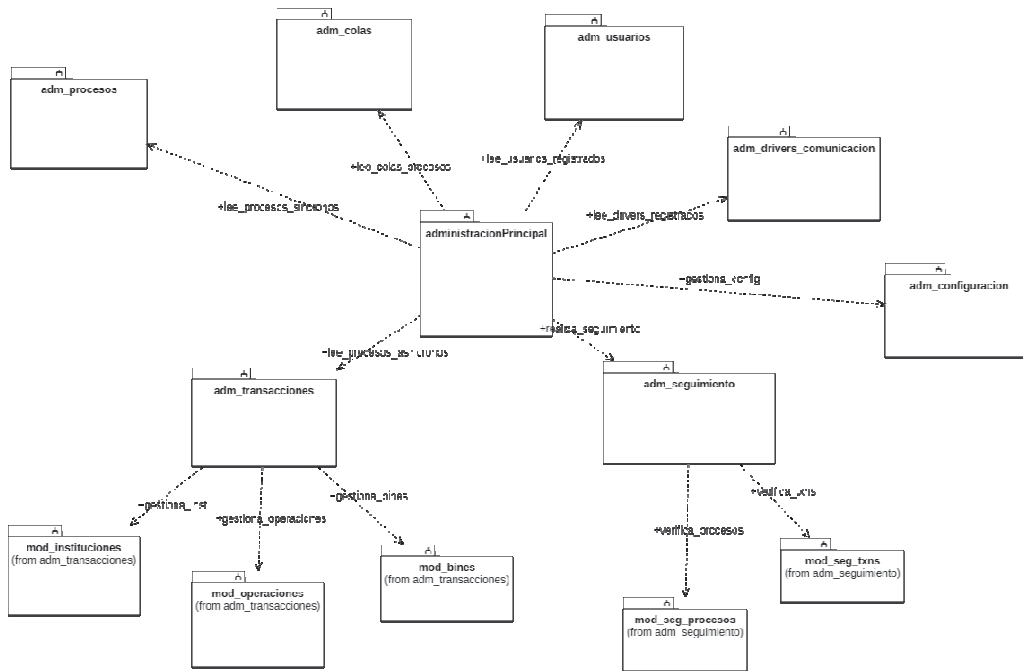 adm_colas
adm_usuarios
adm_procesos
adm_drivers_comunicacion
+lee_colas_procesos
+lee_usuarios_registrados
+lee_procesos_sincronos
+lee_drivers_registrados
administracionPrincipal
+gestiona_config
adm_configuracion
+realiza_seguimiento
+lee_procesos_asincronos
adm_transacciones
adm_seguimiento
+gestiona_inst
+gestiona_bines
+gestiona_operaciones
+verifica_txns
+verifica_procesos
mod_instituciones
(from adm_transacciones)
mod_bines
(from adm_transacciones)
mod_seg_txns
(from adm_seguimiento)
mod_operaciones
(from adm_transacciones)
mod_seg_procesos
(from adm_seguimiento)